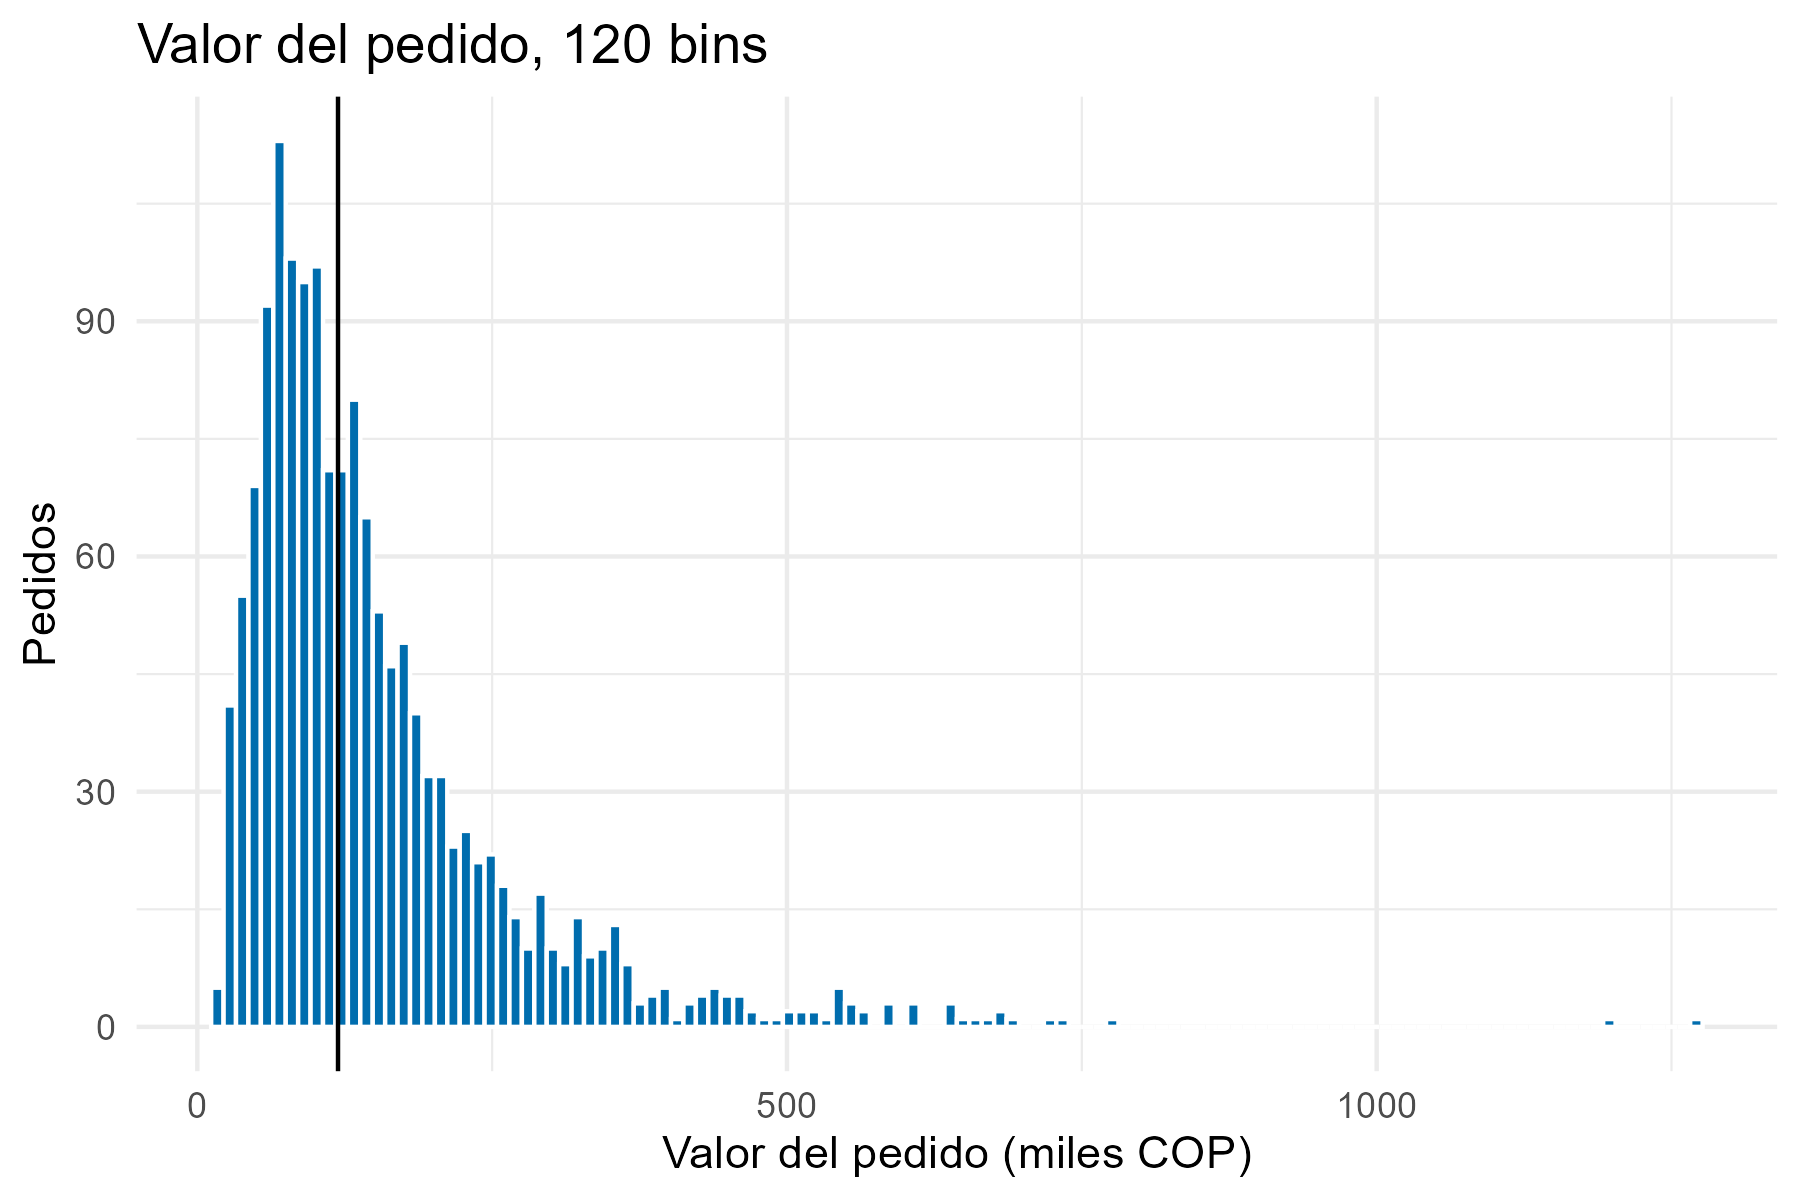 Valor del pedido, 120 bins
Pedidos
90
60
30
0
0
500
1000
Valor del pedido (miles COP)